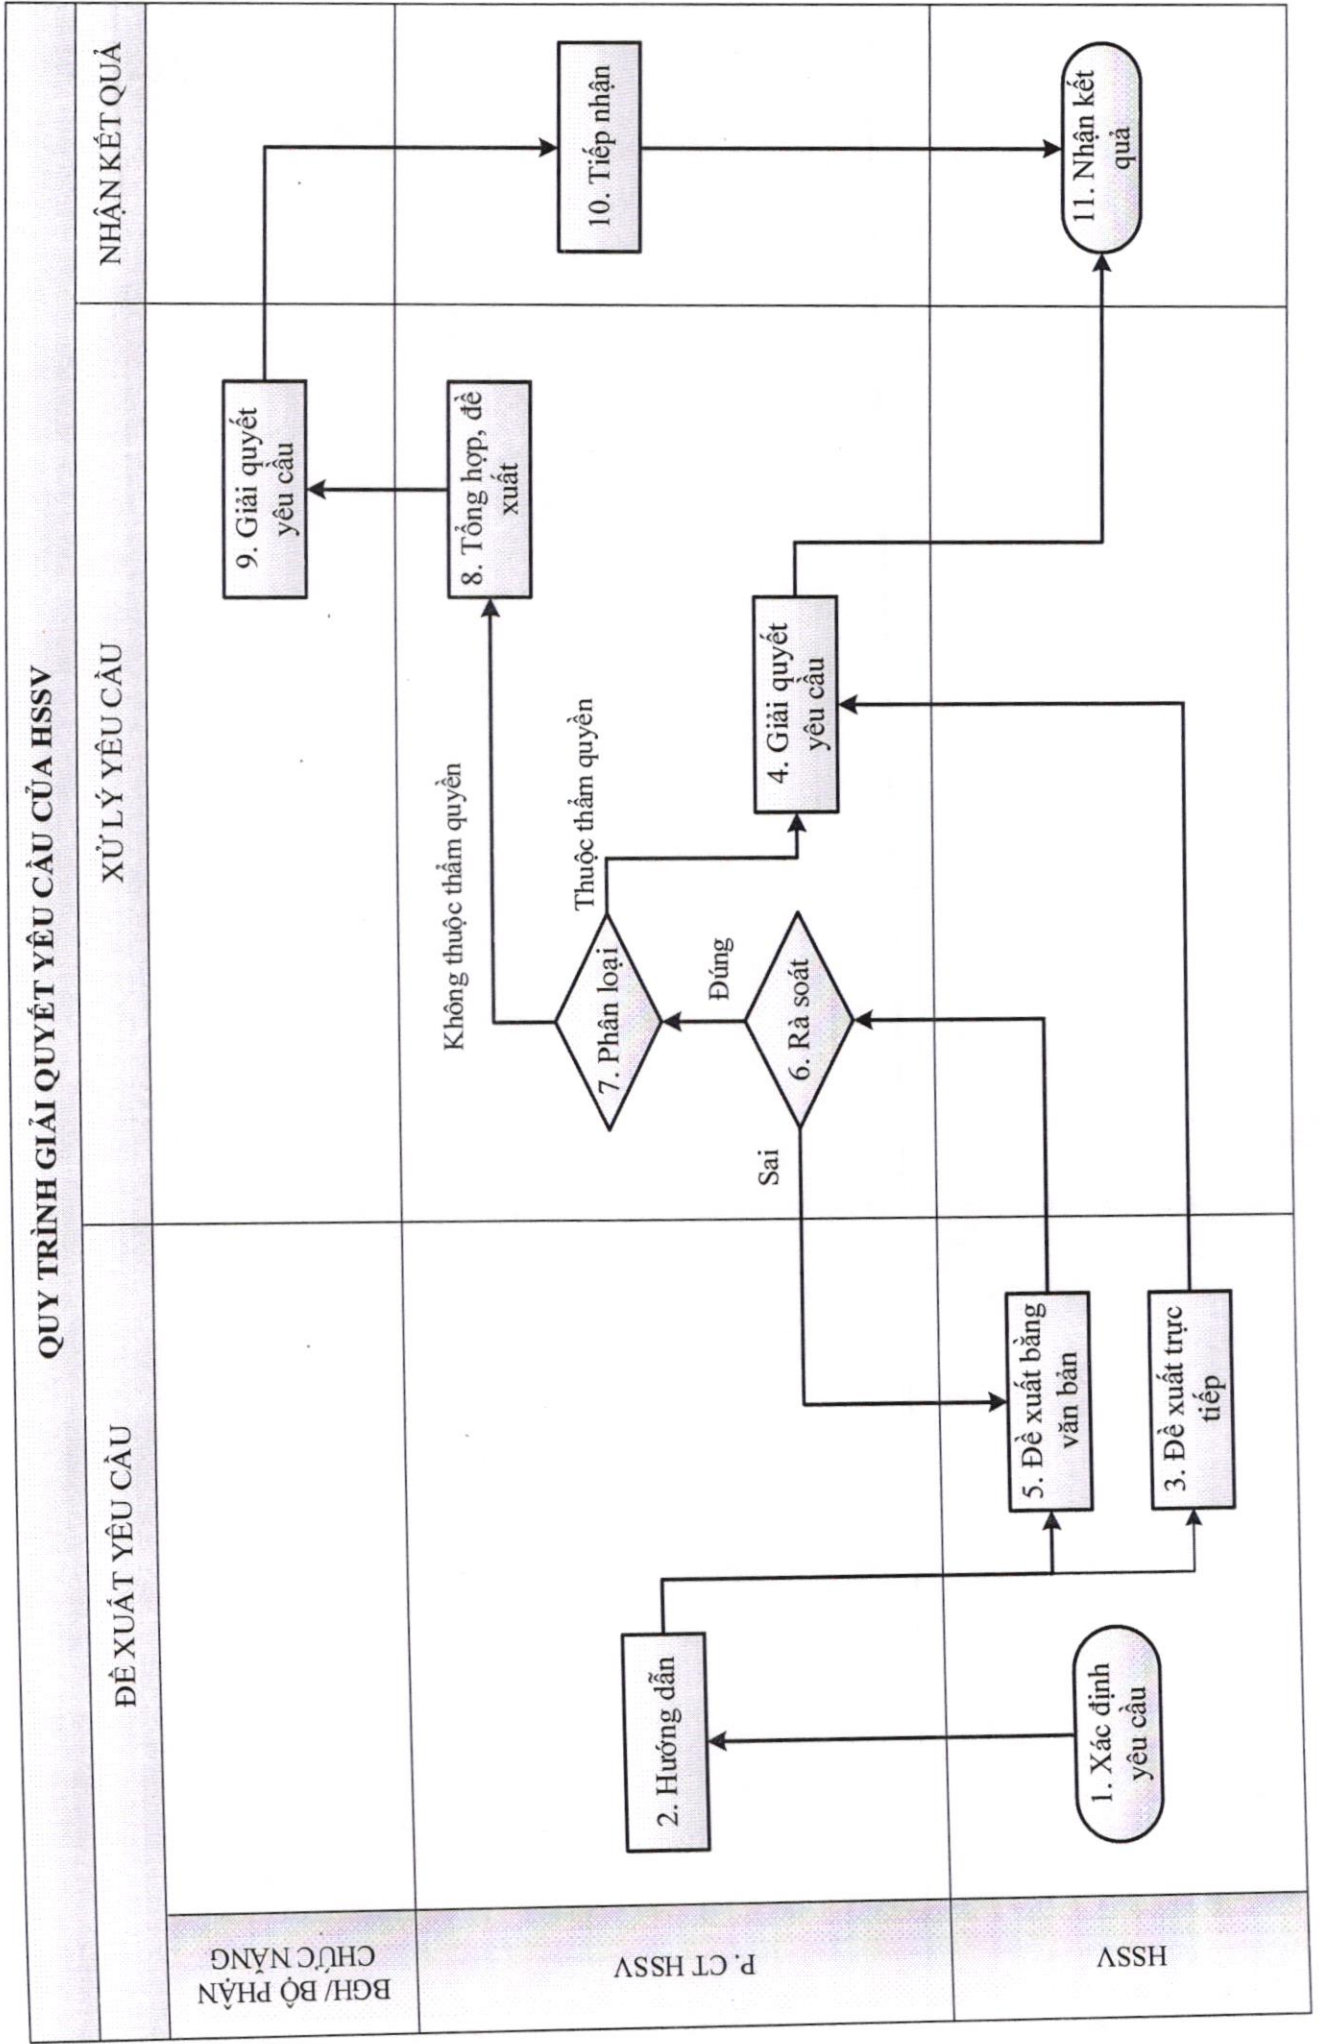 QUY TRÌNH GIẢI QUYẾT YÊU CẦU CỦA HSSV
ĐỀ XUẤT YÊU CẦU
XỬ LÝ YÊU CẦU
NHẬN KẾT QUẢ
BGH/ BỘ PHẬN
CHỨC NĂNG
9. Giải quyết
yêu cầu
P. CT HSSV
2. Hướng dẫn
Không thuộc thẩm quyền
8. Tổng hợp, đề
xuất
7. Phân loại
Thuộc thẩm quyền
Đúng
6. Rà soát
Sai
4. Giải quyết
yêu cầu
10. Tiếp nhận
HSSV
1. Xác định
yêu cầu
5. Đề xuất bằng
văn bản
3. Đề xuất trực
tiếp
11. Nhận kết
quả